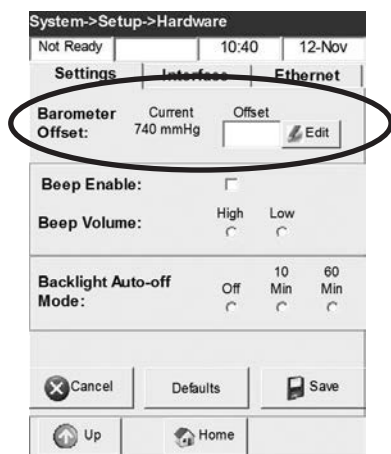 System->Setup->Hardware
Not Ready 10:40 12-Nov
Settings Interface Ethernet
Barometer Offset: Current 740 mmHg Offset Edit
Beep Enable:
Beep Volume: High Low
Backlight Auto-off Mode: Off 10 Min 60 Min
Cancel Defaults Save
Up Home